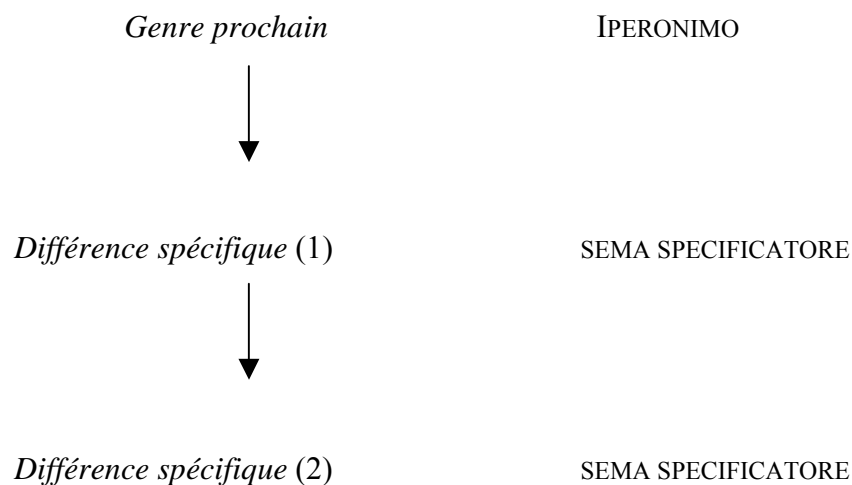 Genre prochain IPERONIMO
Différence spécifique (1) SEMA SPECIFICATORE
Différence spécifique (2) SEMA SPECIFICATORE